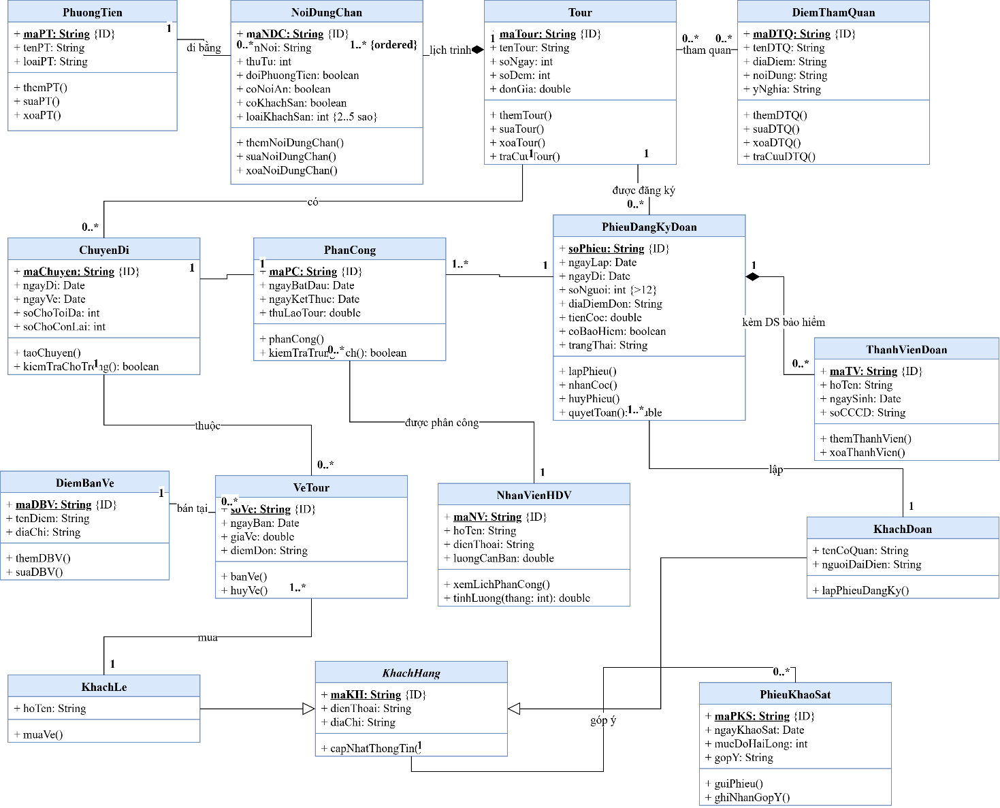 PhuongTien
+ maPT: String {ID}
+ tenPT: String
+ loaiPT: String
+ themPT()
+ suaPT()
+ xoaPT()
1
đi bằng
0..*
NoiDungChan
+ maNDC: String {ID}
nNoi: String
+ thuTu: int
+ doiPhuongTien: boolean
+ coNoiAn: boolean
+ coKhachSan: boolean
+ loaiKhachSan: int {2..5 sao}
+ themNoiDungChan()
+ suaNoiDungChan()
+ xoaNoiDungChan()
1..* {ordered}
lịch trình
1
Tour
+ maTour: String {ID}
+ tenTour: String
+ soNgay: int
+ soDem: int
+ donGia: double
+ themTour()
+ suaTour()
+ xoaTour()
+ traCuuTour()
0..*
tham quan
0..*
DiemThamQuan
+ maDTQ: String {ID}
+ tenDTQ: String
+ diaDiem: String
+ noiDung: String
+ yNghia: String
+ themDTQ()
+ suaDTQ()
+ xoaDTQ()
+ traCuuDTQ()
1
có
0..*
1
được đăng ký
0..*
ChuyenDi
+ maChuyen: String {ID}
+ ngayDi: Date
+ ngayVe: Date
+ soChoToiDa: int
+ soChoConLai: int
+ taoChuyen()
+ kiemTraChoTrong(): boolean
1
1
PhanCong
+ maPC: String {ID}
+ ngayBatDau: Date
+ ngayKetThuc: Date
+ thuLaoTour: double
+ phanCong()
+ kiemTraTrung ch(): boolean
1..*
1
PhieuDangKyDoan
+ soPhieu: String {ID}
+ ngayLap: Date
+ ngayDi: Date
+ soNguoi: int {>12}
+ diaDiemDon: String
+ tienCoc: double
+ coBaoHiem: boolean
+ trangThai: String
+ lapPhieu()
+ nhanCoc()
+ huyPhieu()
+ quyetToan(): uble
1
kèm DS bảo hiểm
0..*
ThanhVienDoan
+ maTV: String {ID}
+ hoTen: String
+ ngaySinh: Date
+ soCCCD: String
+ themThanhVien()
+ xoaThanhVien()
1
thuộc
0..*
0..*
được phân công
1
1..*
lập
1
DiemBanVe
+ maDBV: String {ID}
+ tenDiem: String
+ diaChi: String
+ themDBV()
+ suaDBV()
1
bán tại
0..*
VeTour
+ soVe: String {ID}
+ ngayBan: Date
+ giaVe: double
+ diemDon: String
+ banVe()
+ huyVe()
NhanVienHDV
+ maNV: String {ID}
+ hoTen: String
+ dienThoai: String
+ luongCanBan: double
+ xemLichPhanCong()
+ tinhLuong(thang: int): double
KhachDoan
+ tenCoQuan: String
+ nguoiDaiDien: String
+ lapPhieuDangKy()
1..*
mua
1
KhachLe
+ hoTen: String
+ muaVe()
KhachHang
+ maKH: String {ID}
+ dienThoai: String
+ diaChi: String
+ capNhatThongTin()
1
góp ý
0..*
PhieuKhaoSat
+ maPKS: String {ID}
+ ngayKhaoSat: Date
+ mucDoHaiLong: int
+ gopY: String
+ guiPhieu()
+ ghiNhanGopY()